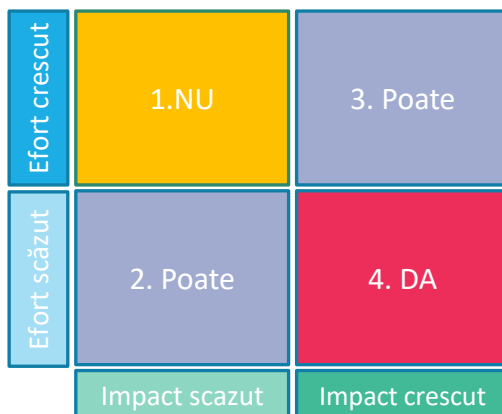 Efort crescut
1.NU
3. Poate
Efort scăzut
2. Poate
4. DA
Impact scazut
Impact crescut